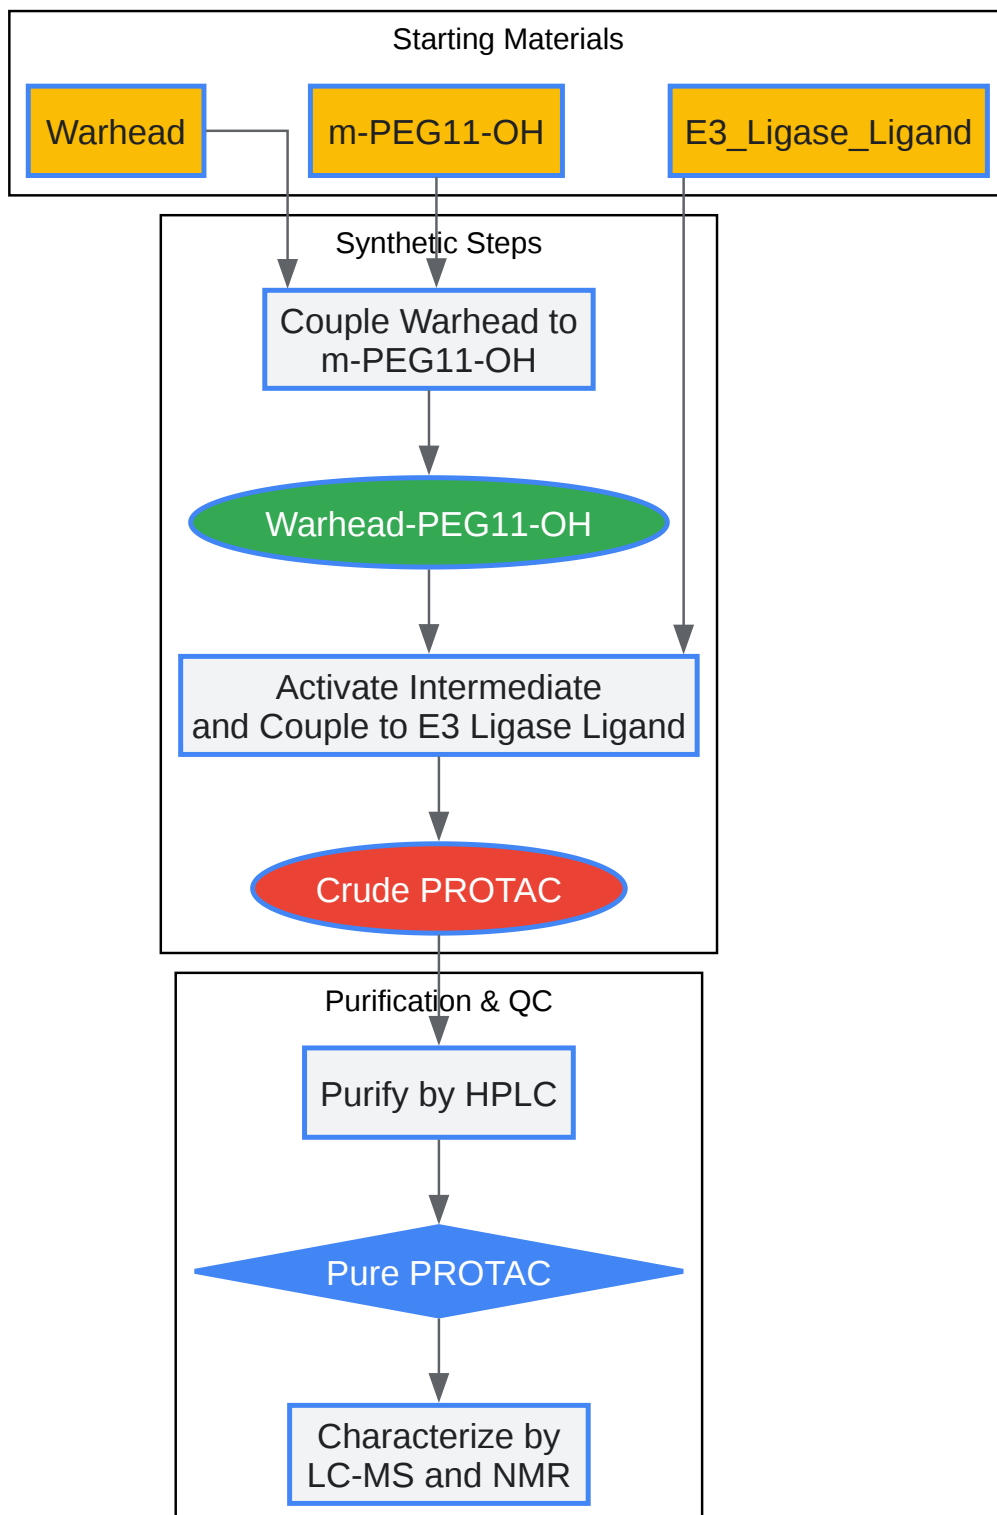 Starting Materials
Warhead
m-PEG11-OH
E3_Ligase_Ligand
Synthetic Steps
Couple Warhead to
m-PEG11-OH
Warhead-PEG11-OH
Activate Intermediate
and Couple to E3 Ligase Ligand
Crude PROTAC
Purification & QC
Purify by HPLC
Pure PROTAC
Characterize by
LC-MS and NMR